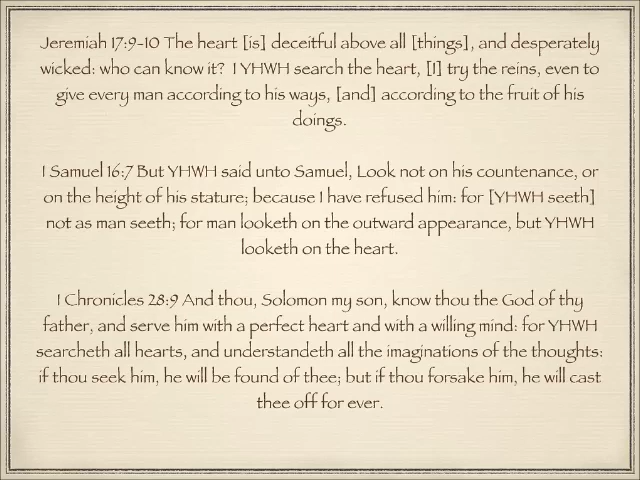 Jeremiah 17:9-10 The heart [is] deceitful above all [things], and desperately
wicked: who can know it? I YHWH search the heart, [I] try the reins, even to
give every man according to his ways, [and] according to the fruit of his
doings.
I Samuel 16:7 But YHWH said unto Samuel, Look not on his countenance, or
on the height of his stature; because I have refused him: for [YHWH seeth]
not as man seeth; for man looketh on the outward appearance, but YHWH
looketh on the heart.
I Chronicles 28:9 And thou, Solomon my son, know thou the God of thy
father, and serve him with a perfect heart and with a willing mind: for YHWH
searcheth all hearts, and understandeth all the imaginations of the thoughts:
if thou seek him, he will be found of thee; but if thou forsake him, he will cast
thee off for ever.